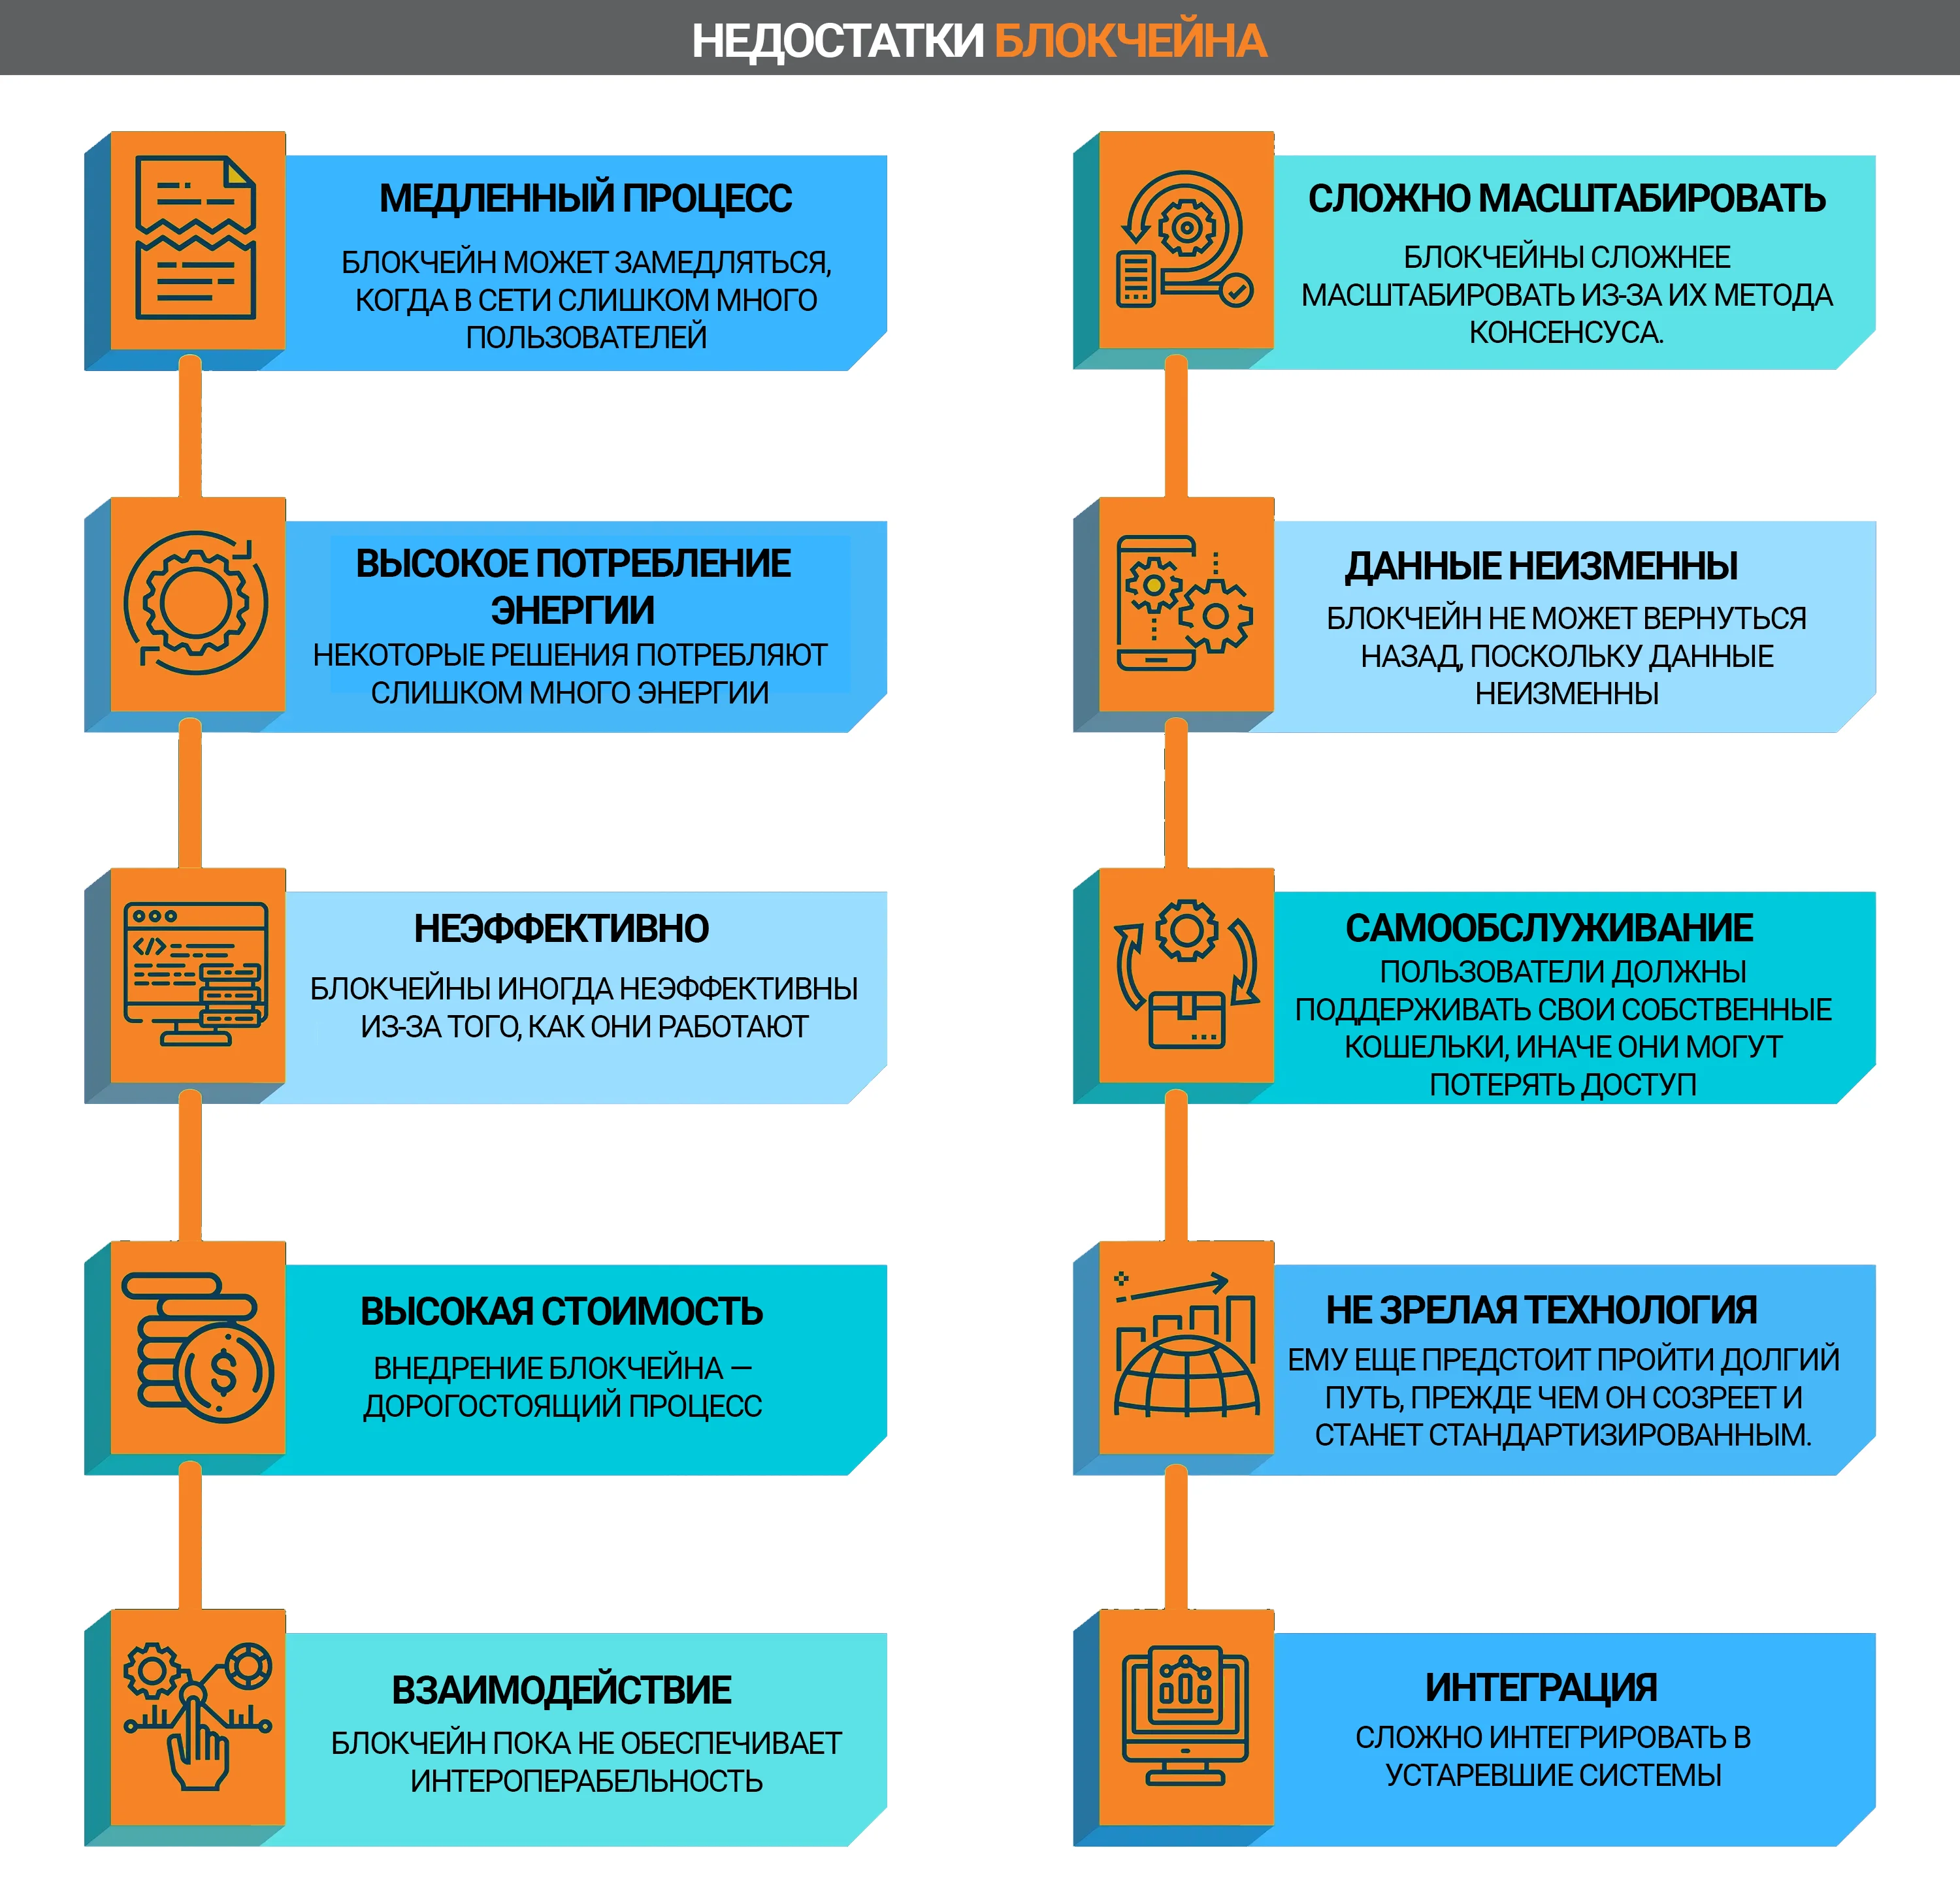 НЕДОСТАТКИ БЛОКЧЕЙНА
МЕДЛЕННЫЙ ПРОЦЕСС
БЛОКЧЕЙН МОЖЕТ ЗАМЕДЛЯТЬСЯ,
КОГДА В СЕТИ СЛИШКОМ МНОГО
ПОЛЬЗОВАТЕЛЕЙ
ВЫСОКОЕ ПОТРЕБЛЕНИЕ
ЭНЕРГИИ
НЕКОТОРЫЕ РЕШЕНИЯ ПОТРЕБЛЯЮТ
СЛИШКОМ МНОГО ЭНЕРГИИ
НЕЭФФЕКТИВНО
БЛОКЧЕЙНЫ ИНОГДА НЕЭФФЕКТИВНЫ
ИЗ-ЗА ТОГО, КАК ОНИ РАБОТАЮТ
ВЫСОКАЯ СТОИМОСТЬ
ВНЕДРЕНИЕ БЛОКЧЕЙНА —
ДОРОГОСТОЯЩИЙ ПРОЦЕСС
ВЗАИМОДЕЙСТВИЕ
БЛОКЧЕЙН ПОКА НЕ ОБЕСПЕЧИВАЕТ
ИНТЕРОПЕРАБЕЛЬНОСТЬ
СЛОЖНО МАСШТАБИРОВАТЬ
БЛОКЧЕЙНЫ СЛОЖНЕЕ
МАСШТАБИРОВАТЬ ИЗ-ЗА ИХ МЕТОДА
КОНСЕНСУСА.
ДАННЫЕ НЕИЗМЕННЫ
БЛОКЧЕЙН НЕ МОЖЕТ ВЕРНУТЬСЯ
НАЗАД, ПОСКОЛЬКУ ДАННЫЕ
НЕИЗМЕННЫ
САМООБСЛУЖИВАНИЕ
ПОЛЬЗОВАТЕЛИ ДОЛЖНЫ
ПОДДЕРЖИВАТЬ СВОИ СОБСТВЕННЫЕ
КОШЕЛЬКИ, ИНАЧЕ ОНИ МОГУТ
ПОТЕРЯТЬ ДОСТУП
НЕ ЗРЕЛАЯ ТЕХНОЛОГИЯ
ЕМУ ЕЩЕ ПРЕДСТОИТ ПРОЙТИ ДОЛГИЙ
ПУТЬ, ПРЕЖДЕ ЧЕМ ОН СОЗРЕЕТ И
СТАНЕТ СТАНДАРТИЗИРОВАННЫМ.
ИНТЕГРАЦИЯ
СЛОЖНО ИНТЕГРИРОВАТЬ В
УСТАРЕВШИЕ СИСТЕМЫ